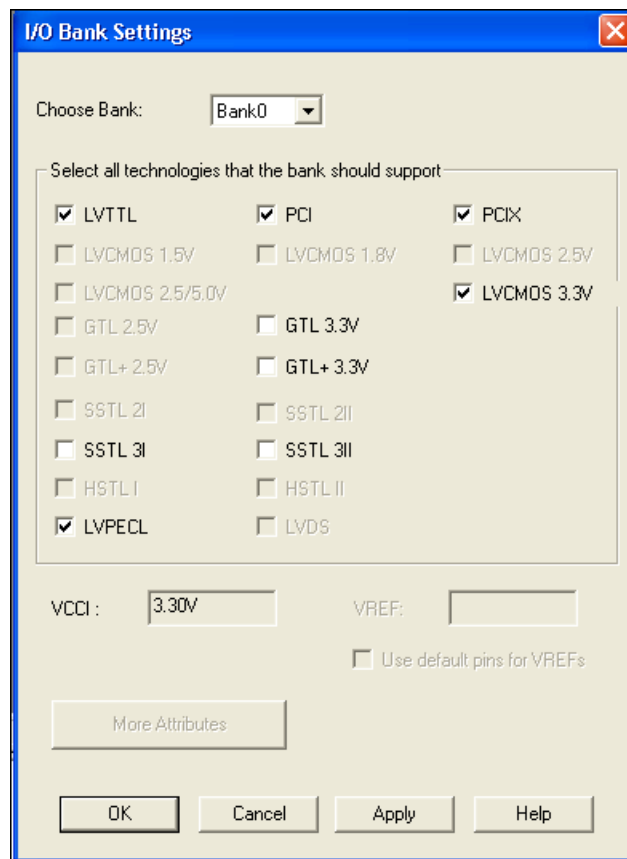 I/O Bank Settings
Choose Bank: Bank0
Select all technologies that the bank should support
LVTTL PCI PCIX
LVCMOS 1.5V LVCMOS 1.8V LVCMOS 2.5V
LVCMOS 2.5/5.0V LVCMOS 3.3V
GTL 2.5V GTL 3.3V
GTL+ 2.5V GTL+ 3.3V
SSTL 2I SSTL 2II
SSTL 3I SSTL 3II
HSTL I HSTL II
LVPECL LVDS
VCCI : 3.30V VREF:
Use default pins for VREFs
More Attributes
OK Cancel Apply Help